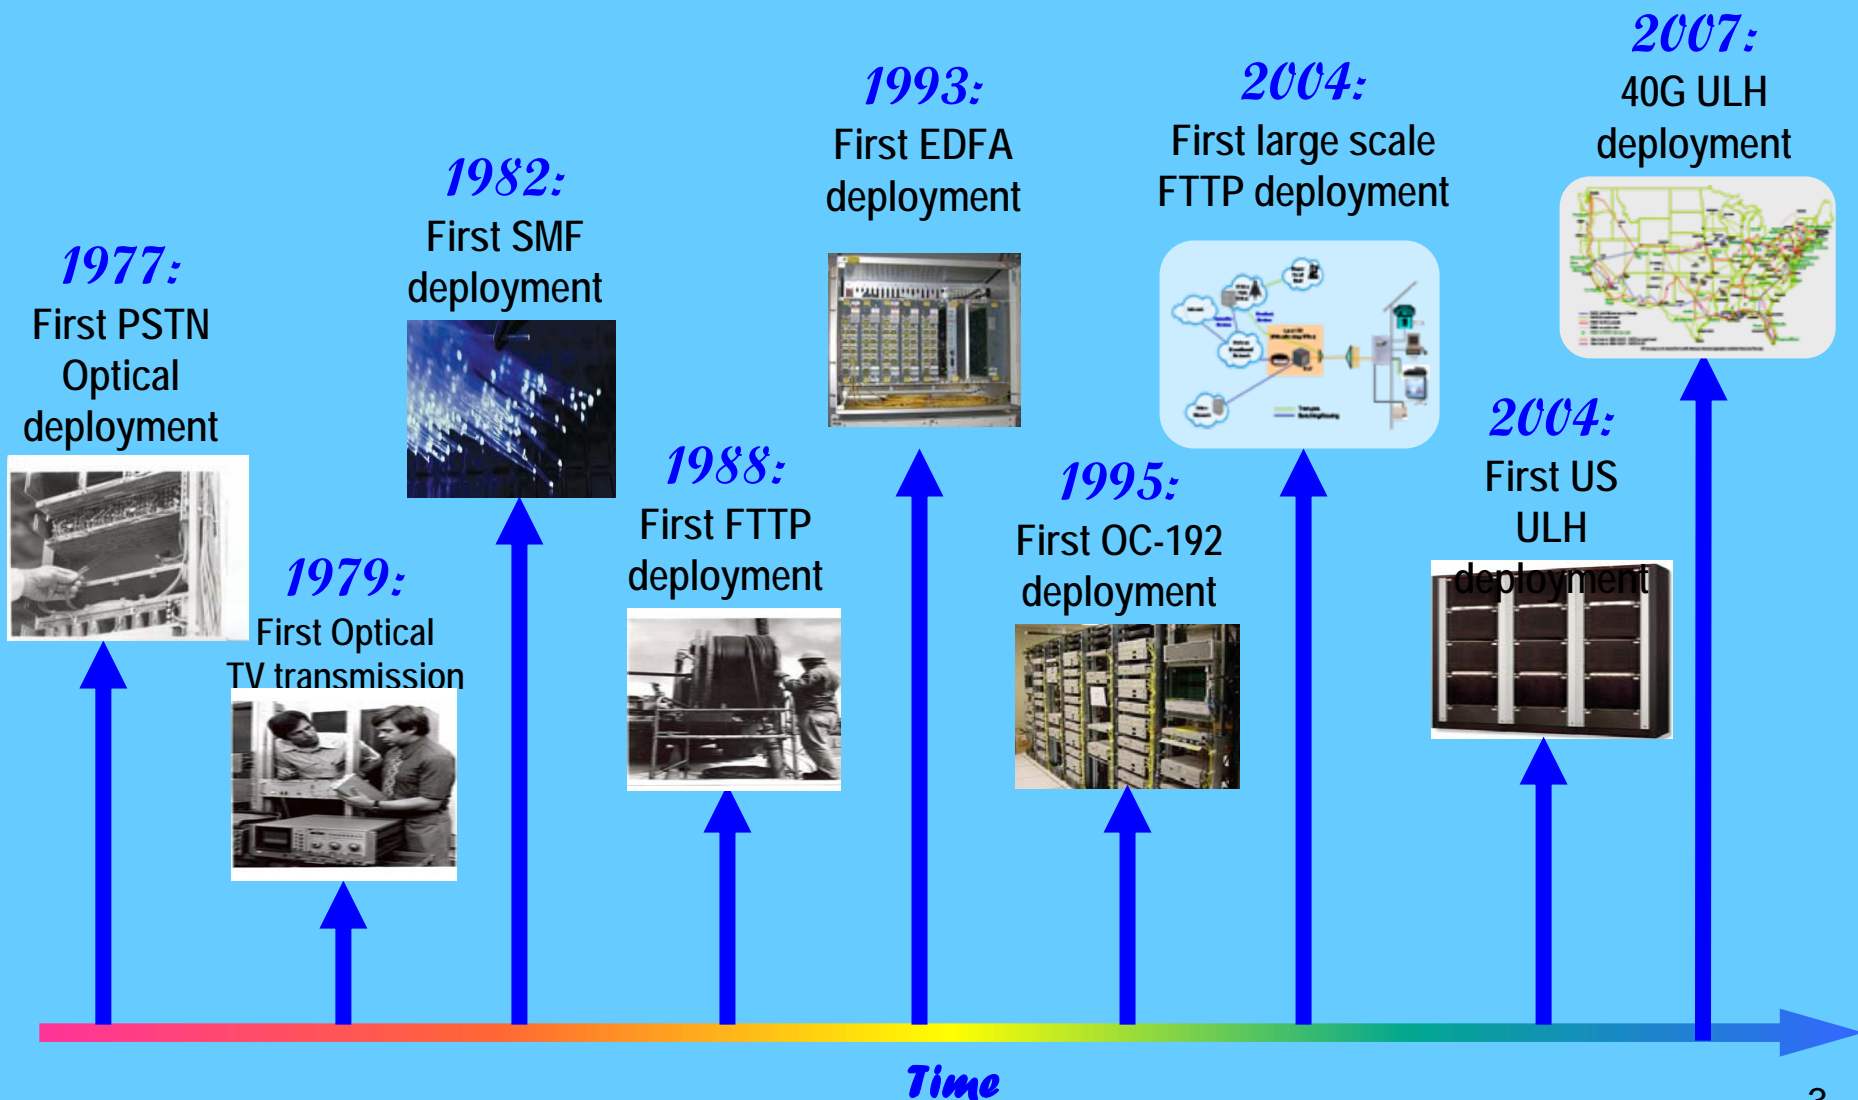 1977:
First PSTN
Optical
deployment
1979:
First Optical
TV transmission
1982:
First SMF
deployment
1988:
First FTTP
deployment
1993:
First EDFA
deployment
1995:
First OC-192
deployment
2004:
First large scale
FTTP deployment
2004:
First US
ULH
deployment
2007:
40G ULH
deployment
Time
3